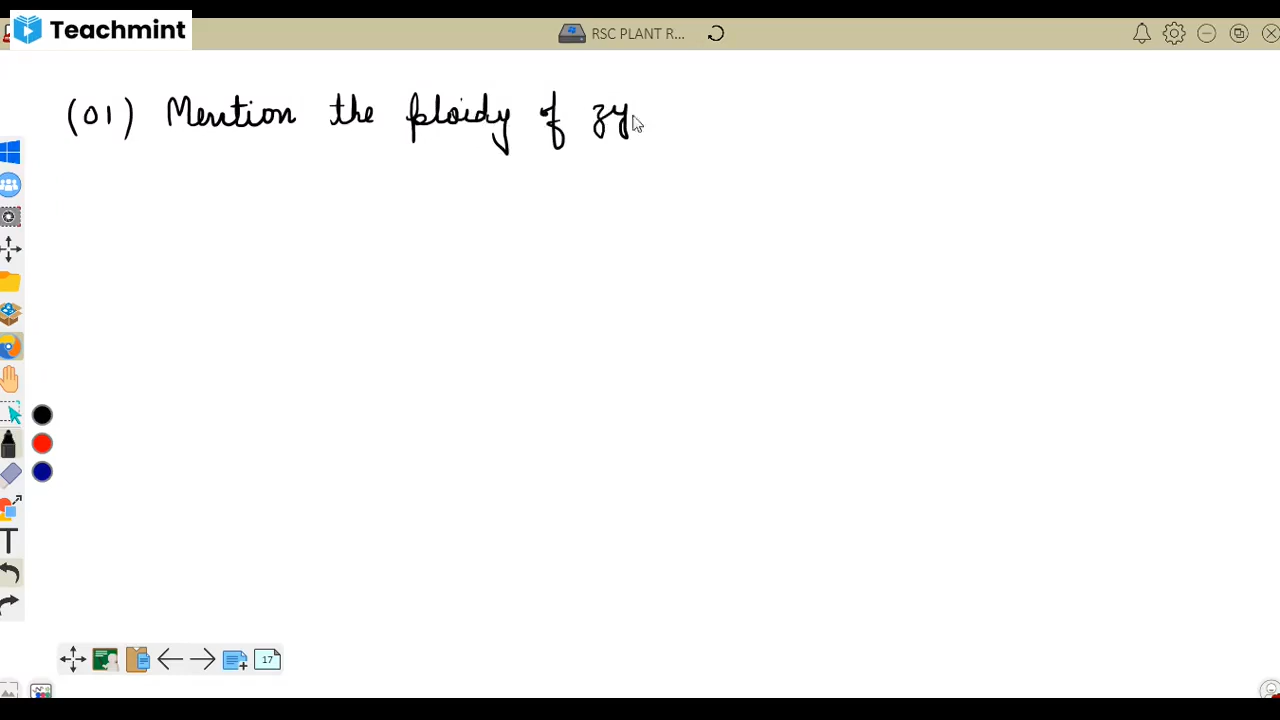 Teachmint
RSC PLANT R...
(01) Mention the ploidy of zy
17